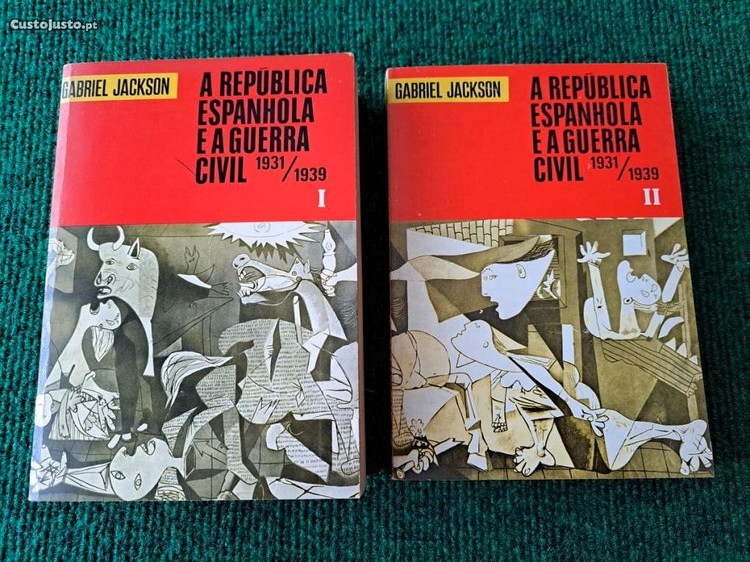 CustoJusto.pt
GABRIEL JACKSON
A REPÚBLICA
ESPANHOLA
E A GUERRA
CIVIL 1931/1939
I
GABRIEL JACKSON
A REPÚBLICA
ESPANHOLA
E A GUERRA
CIVIL 1931/1939
II